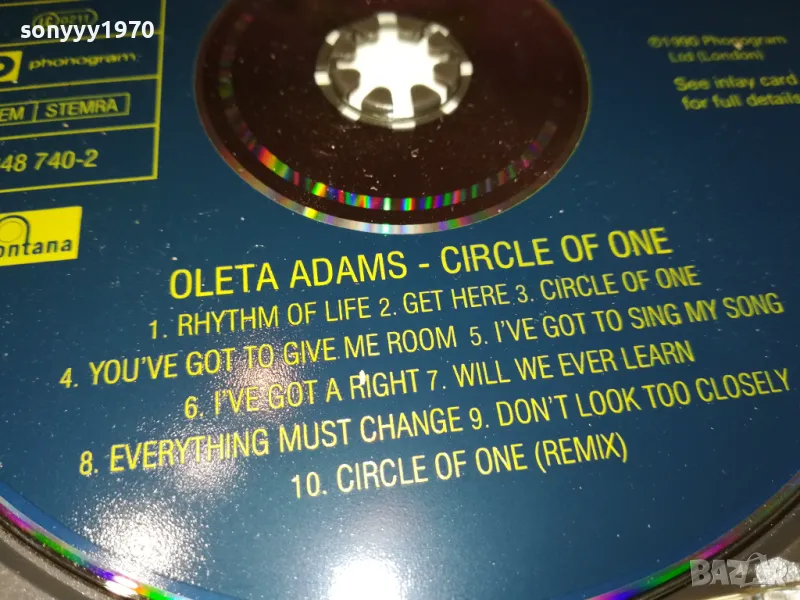 sonyyy1970
LC 0211
phonogram
STEMRA
48 740-2
ontana
©1990 Phonogram
Ltd (London)
See inlay card
for full details
OLETA ADAMS - CIRCLE OF ONE
1. RHYTHM OF LIFE 2. GET HERE 3. CIRCLE OF ONE
4. YOU'VE GOT TO GIVE ME ROOM 5. I'VE GOT TO SING MY SONG
6. I'VE GOT A RIGHT 7. WILL WE EVER LEARN
8. EVERYTHING MUST CHANGE 9. DON'T LOOK TOO CLOSELY
10. CIRCLE OF ONE (REMIX)
BAZAR